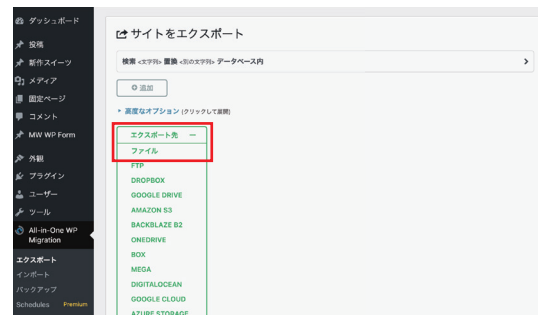 ダッシュボード
投稿
新作スイーツ
メディア
固定ページ
コメント
MW WP Form
外観
プラグイン
ユーザー
ツール
All-in-One WP
Migration
エクスポート
インポート
バックアップ
Schedules Premium
サイトをエクスポート
検索 <文字列> 置換 <別の文字列> データベース内
追加
高度なオプション (クリックして展開)
エクスポート先
ファイル
FTP
DROPBOX
GOOGLE DRIVE
AMAZON S3
BACKBLAZE B2
ONEDRIVE
BOX
MEGA
DIGITALOCEAN
GOOGLE CLOUD
AZURE STORAGE